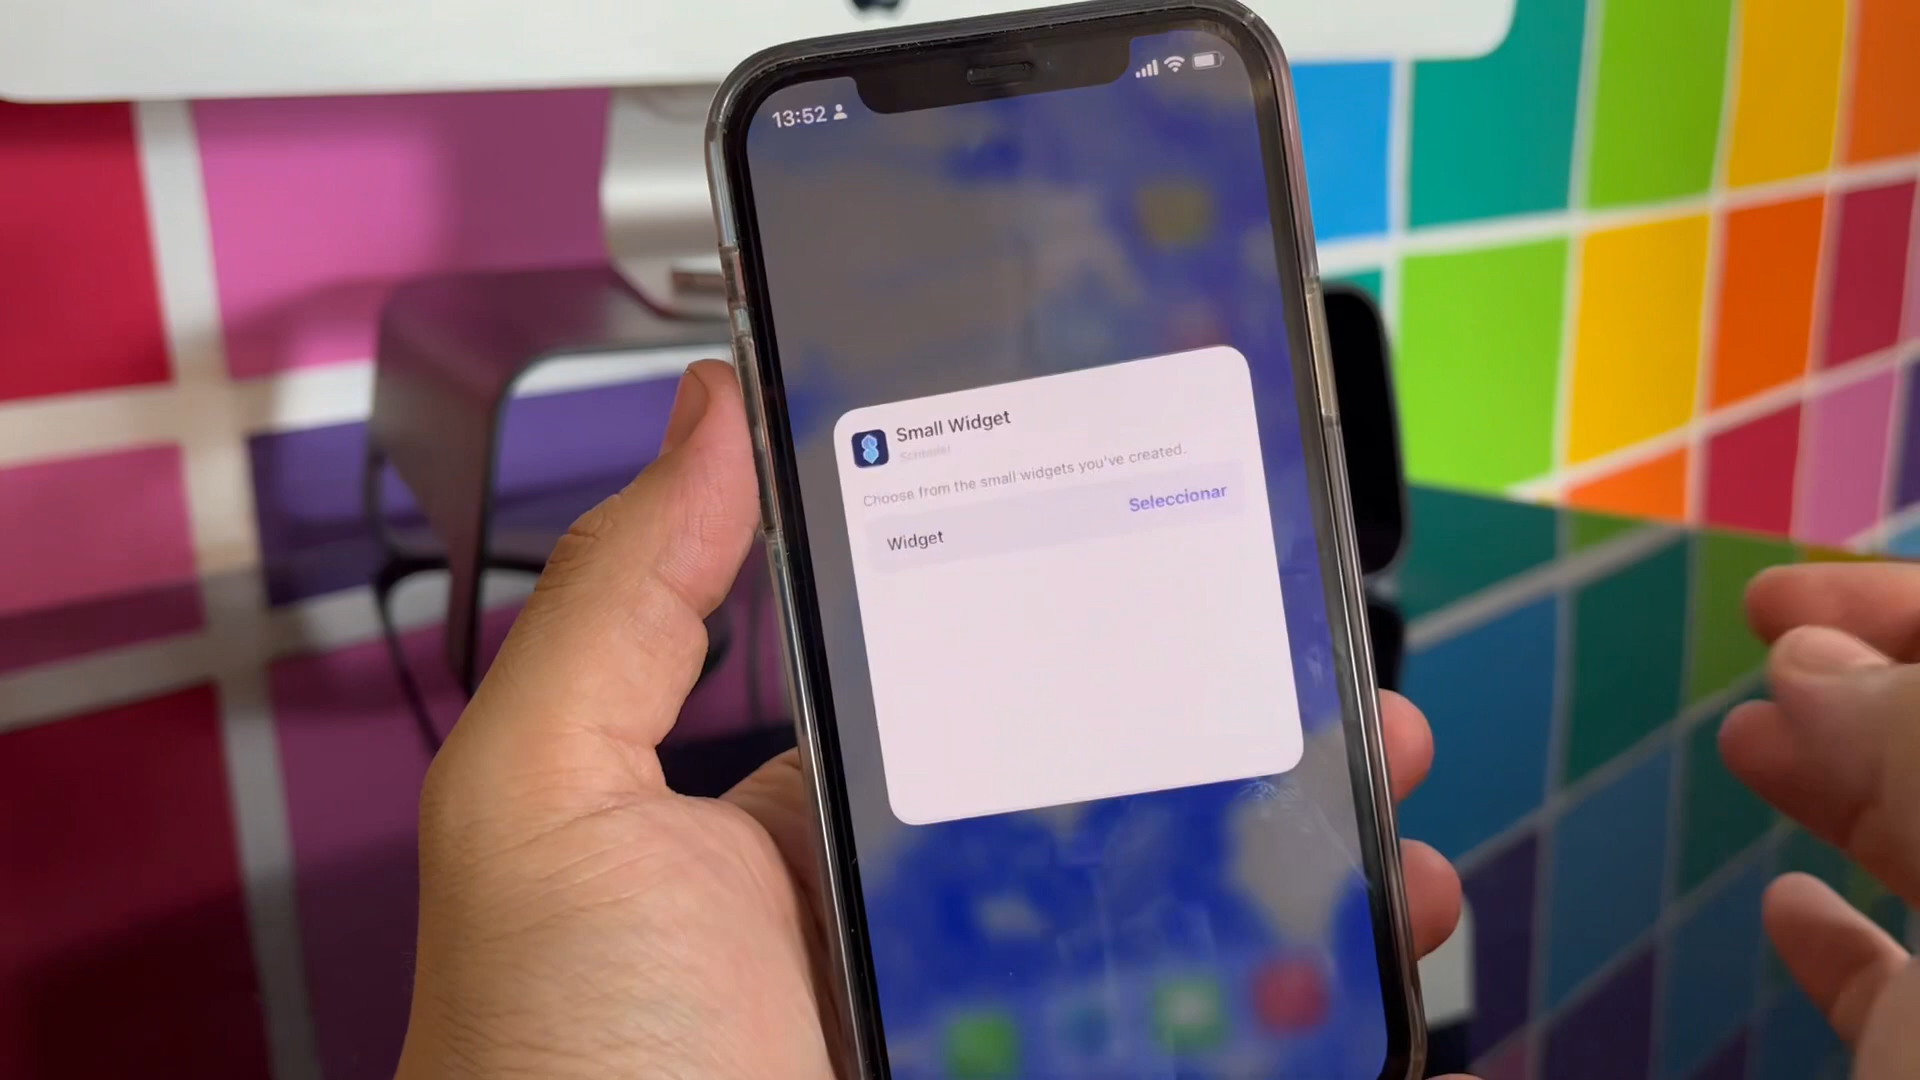 13:52
Small Widget
Choose from the small widgets you've created.
Widget
Seleccionar